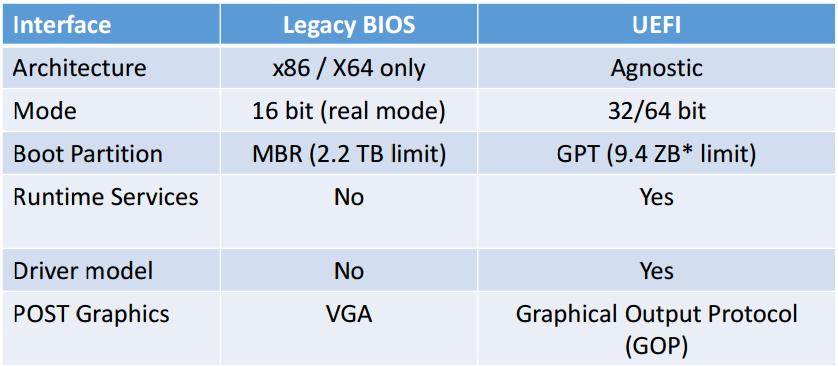 Interface Legacy BIOS UEFI
Architecture x86 / X64 only Agnostic
Mode 16 bit (real mode) 32/64 bit
Boot Partition MBR (2.2 TB limit) GPT (9.4 ZB* limit)
Runtime Services No Yes
Driver model No Yes
POST Graphics VGA Graphical Output Protocol
(GOP)